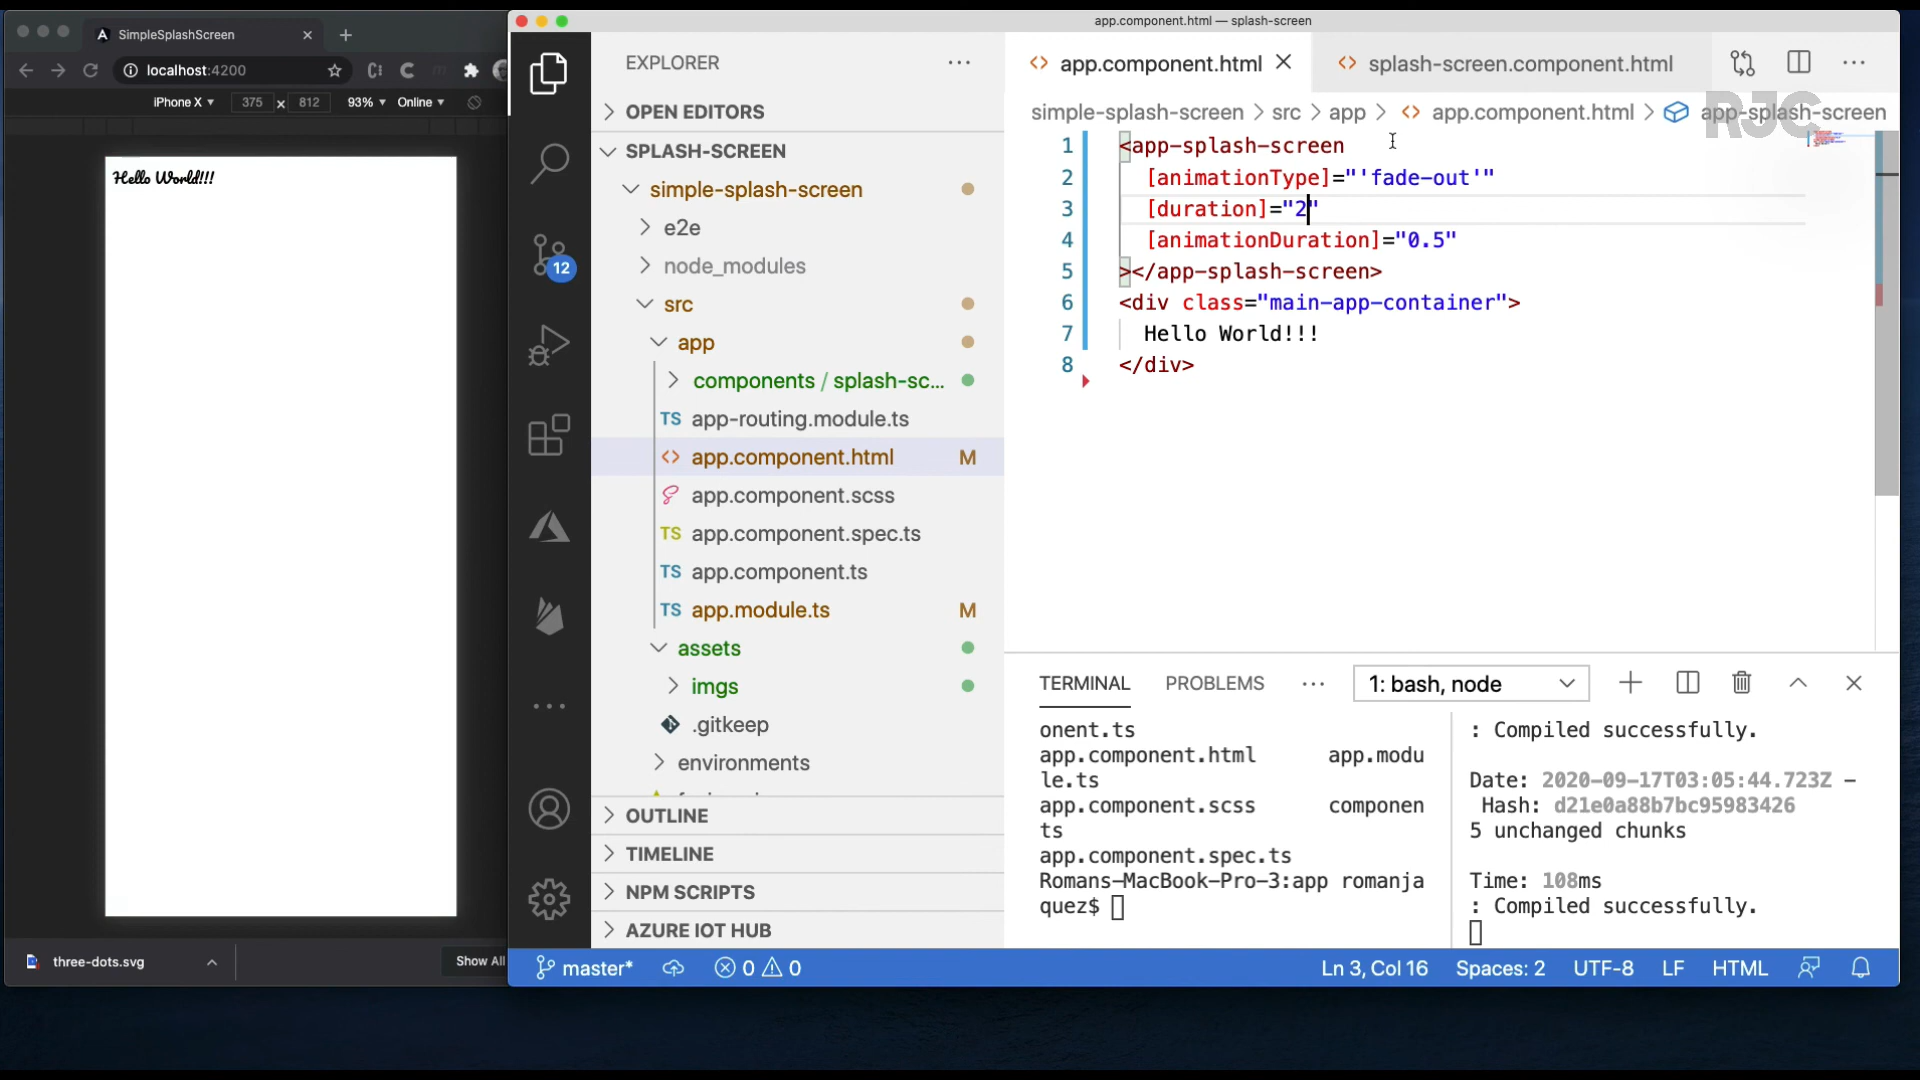 SimpleSplashScreen
localhost:4200
iPhone X
375 x 812
93%
Online
Hello World!!!
three-dots.svg
Show All
app.component.html — splash-screen
12
EXPLORER
OPEN EDITORS
SPLASH-SCREEN
simple-splash-screen
e2e
node_modules
src
app
components / splash-sc...
TS app-routing.module.ts
app.component.html M
app.component.scss
TS app.component.spec.ts
TS app.component.ts
TS app.module.ts M
assets
imgs
.gitkeep
environments
OUTLINE
TIMELINE
NPM SCRIPTS
AZURE IOT HUB
app.component.html
splash-screen.component.html
simple-splash-screen > src > app > app.component.html > app-splash-screen
RJC
1 <app-splash-screen
2 [animationType]="'fade-out'"
3 [duration]="2"
4 [animationDuration]="0.5"
5 ></app-splash-screen>
6 <div class="main-app-container">
7 Hello World!!!
8 </div>
TERMINAL
PROBLEMS
1: bash, node
onent.ts
app.component.html app.modu
le.ts
app.component.scss componen
ts
app.component.spec.ts
Romans-MacBook-Pro-3:app romanja
quez$
: Compiled successfully.
Date: 2020-09-17T03:05:44.723Z -
Hash: d21e0a88b7bc95983426
5 unchanged chunks
Time: 108ms
: Compiled successfully.
master*
0 0
Ln 3, Col 16
Spaces: 2
UTF-8
LF
HTML